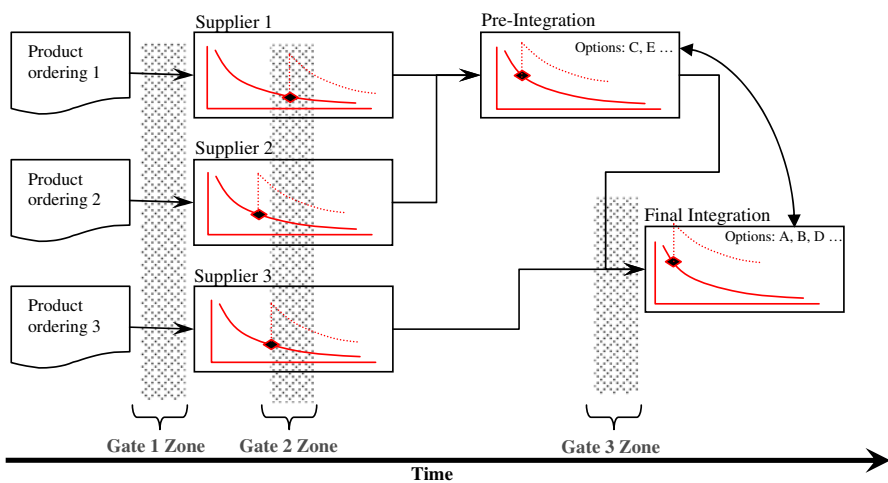 Product
ordering 1
Supplier 1
Pre-Integration
Options: C, E ...
Product
ordering 2
Supplier 2
Final Integration
Options: A, B, D ...
Product
ordering 3
Supplier 3
Gate 1 Zone
Gate 2 Zone
Gate 3 Zone
Time